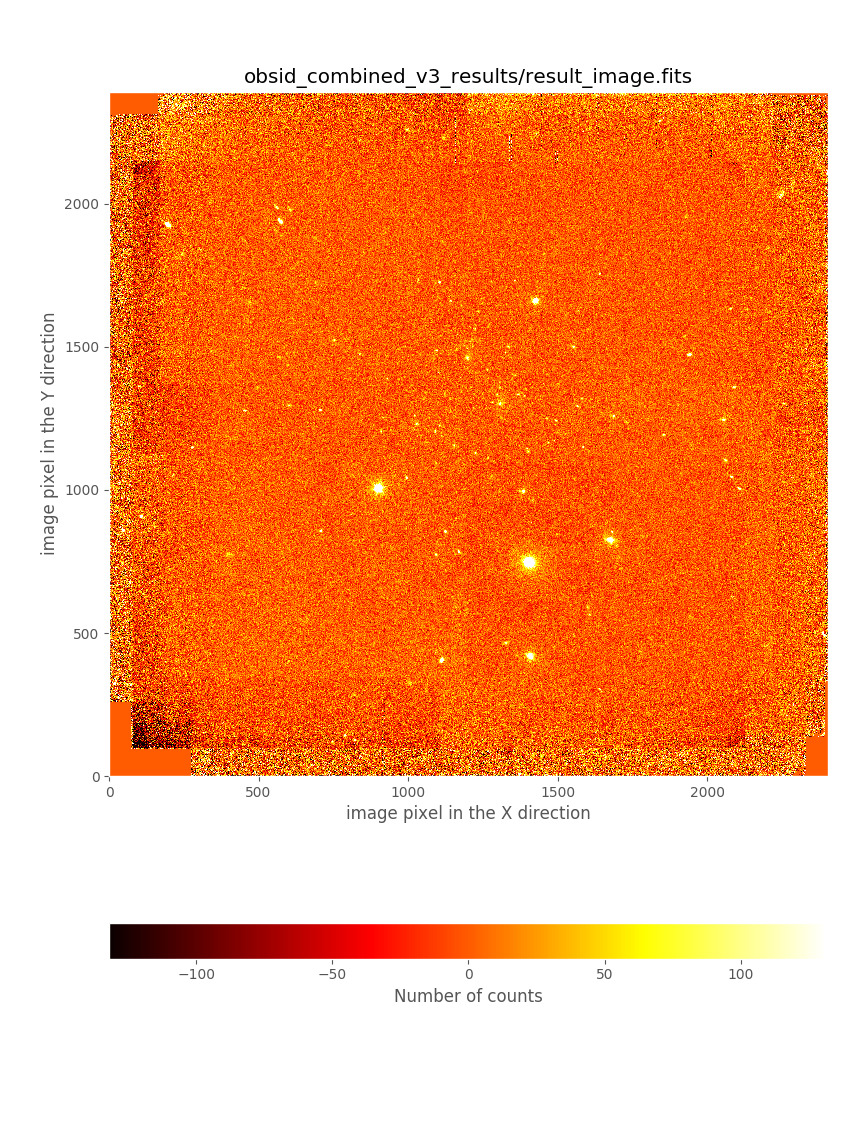 obsid_combined_v3_results/result_image.fits
image pixel in the Y direction
2000
1500
1000
500
0
0 500 1000 1500 2000
image pixel in the X direction
−100 −50 0 50 100
Number of counts